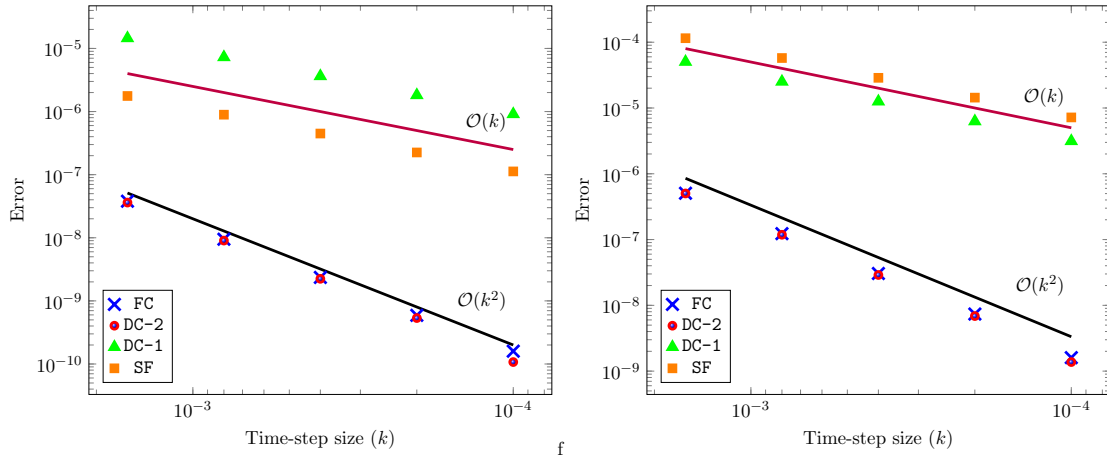 10⁻⁵
10⁻⁶
10⁻⁷
10⁻⁸
10⁻⁹
10⁻¹⁰
Error
O(k)
O(k²)
FC
DC-2
DC-1
SF
10⁻³
10⁻⁴
Time-step size (k)
f
10⁻⁴
10⁻⁵
10⁻⁶
10⁻⁷
10⁻⁸
10⁻⁹
Error
O(k)
O(k²)
FC
DC-2
DC-1
SF
10⁻³
10⁻⁴
Time-step size (k)